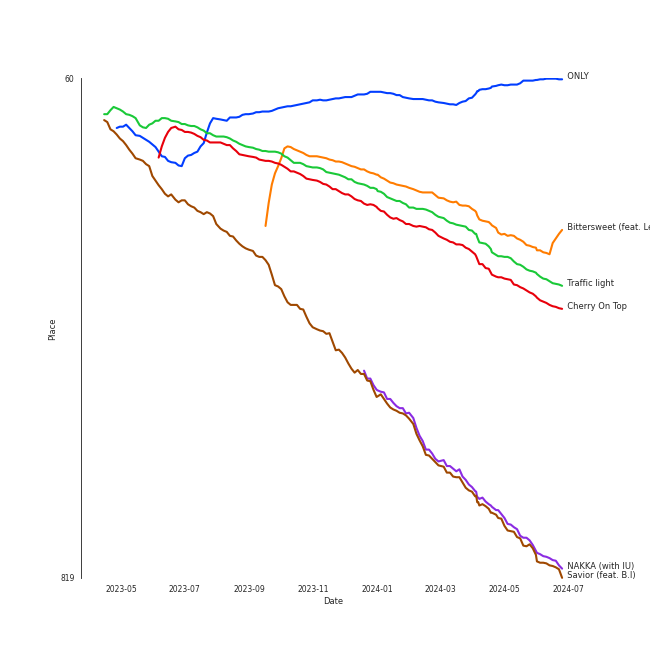 60
ONLY
Bittersweet (feat.
Traffic light
Cherry On Top
Place
NAKKA (with IU)
Savior (feat. B.I)
819
2023-05 2023-07 2023-09 2023-11 2024-01 2024-03 2024-05 2024-07
Date